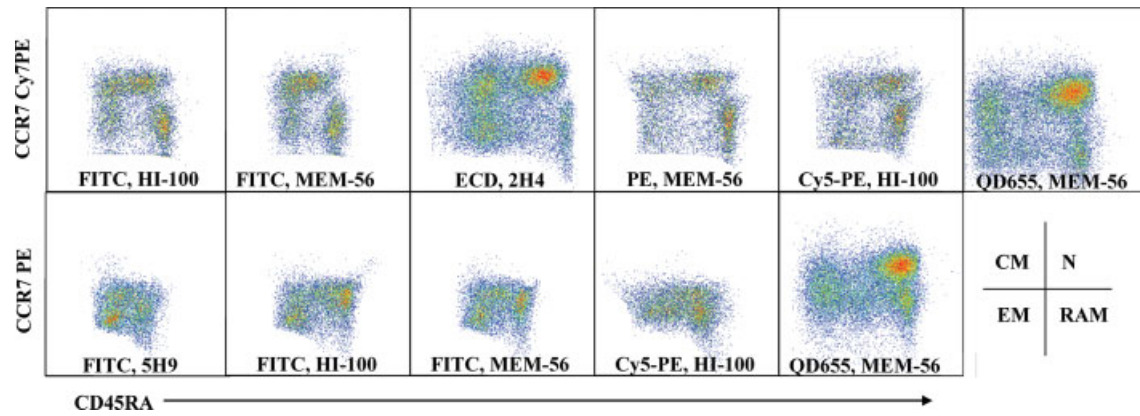 CCR7 Cy7PE
FITC, HI-100
FITC, MEM-56
ECD, 2H4
PE, MEM-56
Cy5-PE, HI-100
QD655, MEM-56
CCR7 PE
FITC, 5H9
FITC, HI-100
FITC, MEM-56
Cy5-PE, HI-100
QD655, MEM-56
CM
N
EM
RAM
CD45RA